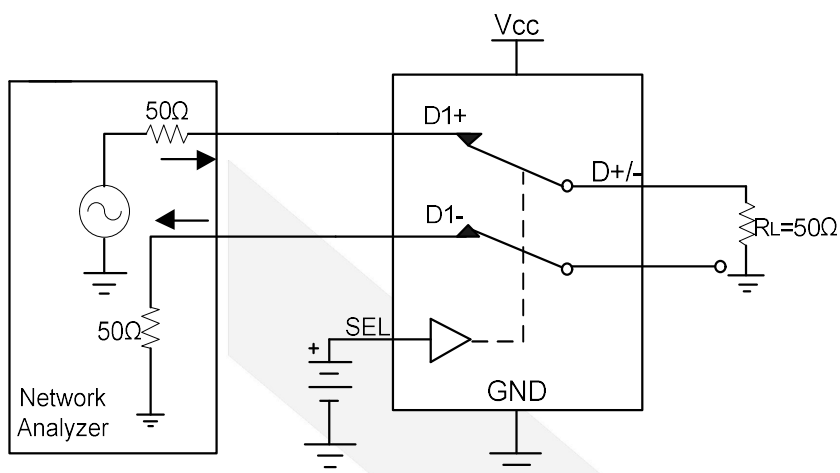 Vcc
50Ω
D1+
D+/-
D1-
RL=50Ω
50Ω
SEL
+
GND
Network
Analyzer